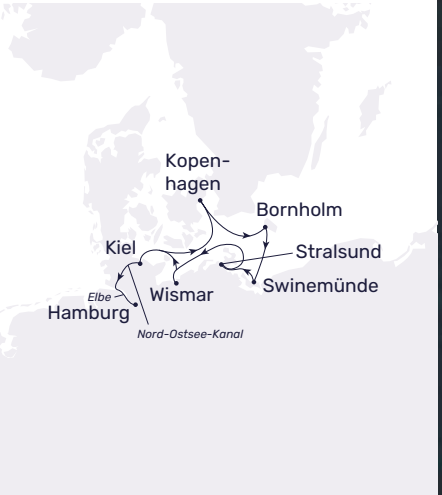 Kopen-
hagen
Bornholm
Kiel
Stralsund
Swinemünde
Wismar
Elbe
Hamburg
Nord-Ostsee-Kanal